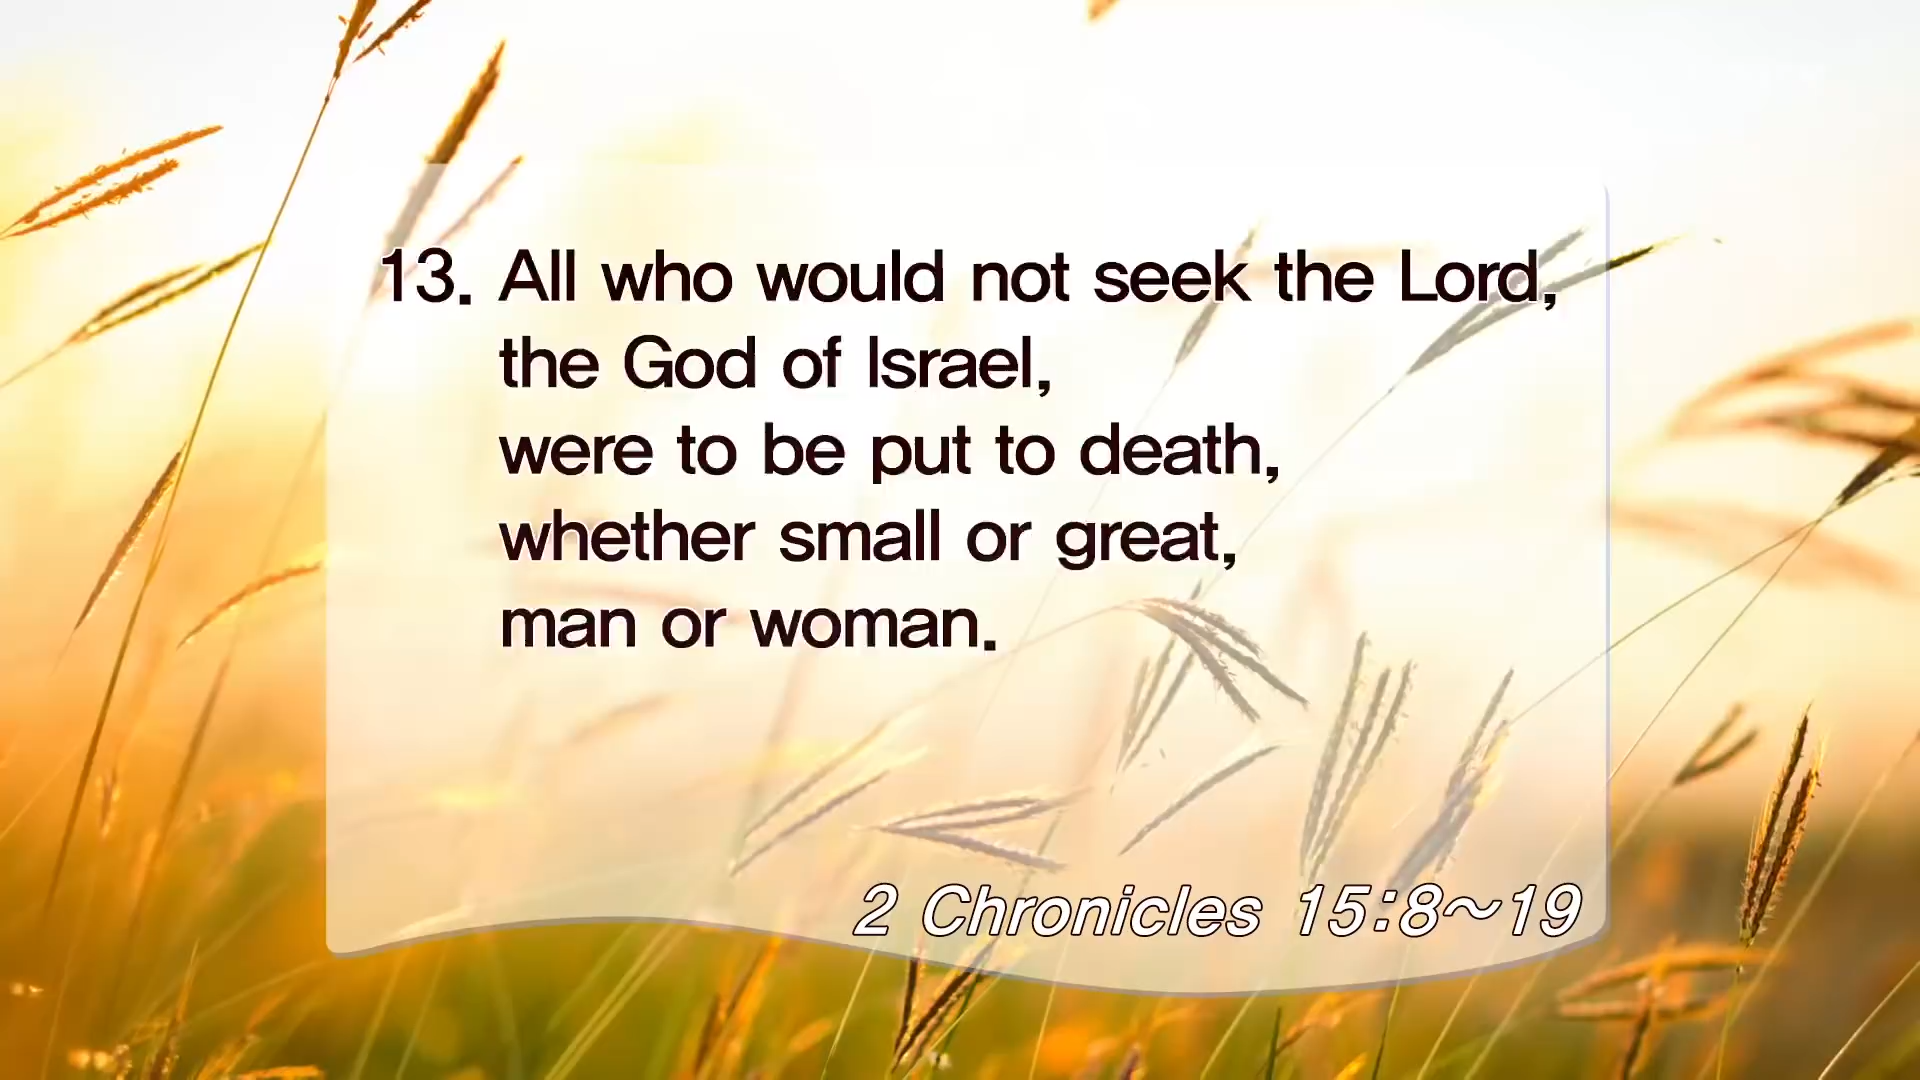 13. All who would not seek the Lord,
the God of Israel,
were to be put to death,
whether small or great,
man or woman.
2 Chronicles 15:8~19